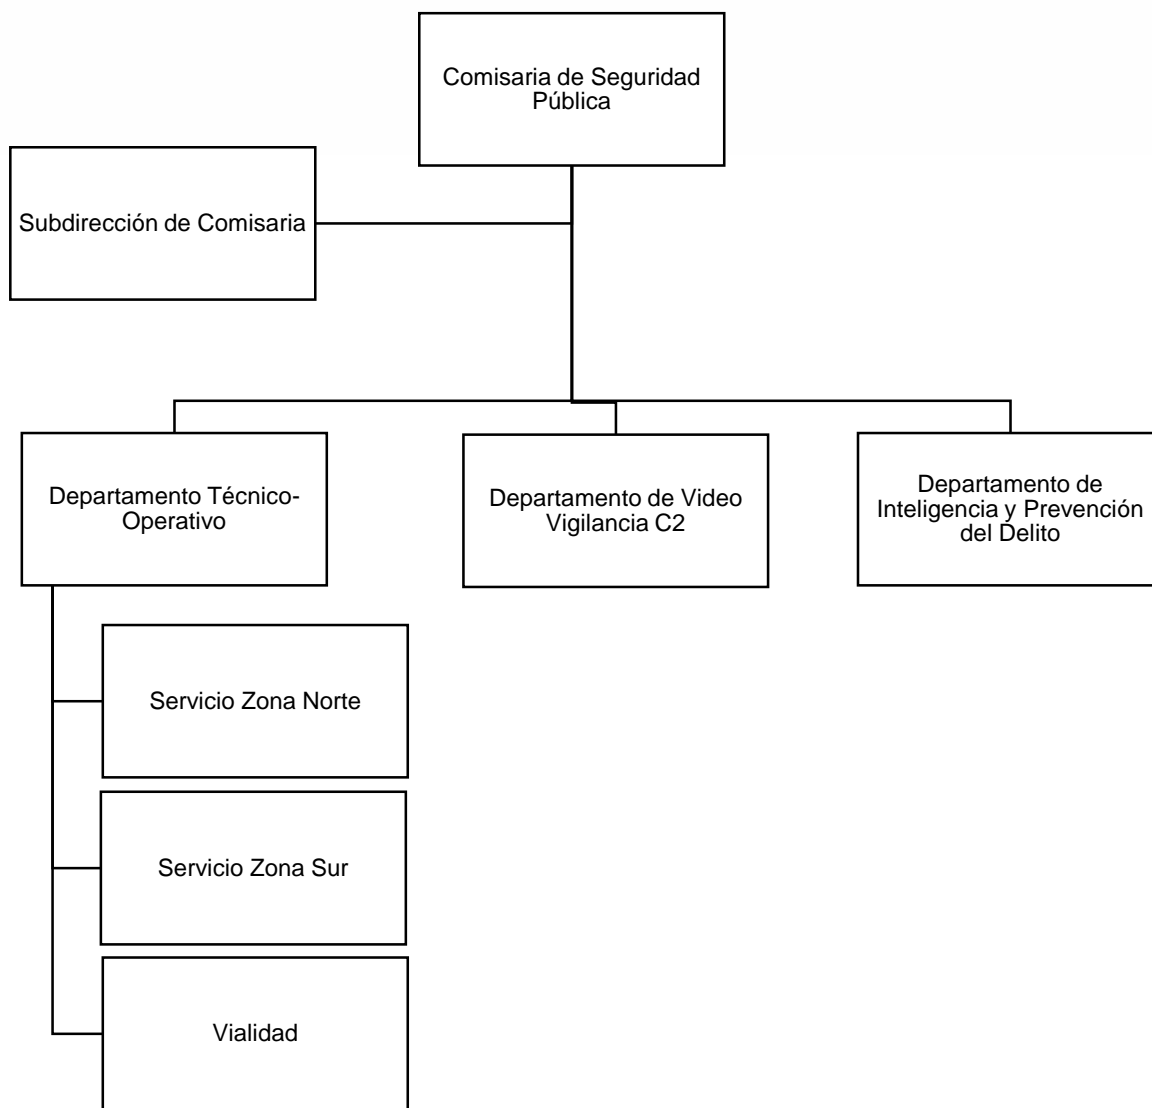 Comisaria de Seguridad
Pública
Subdirección de Comisaria
Departamento Técnico-
Operativo
Departamento de Video
Vigilancia C2
Departamento de
Inteligencia y Prevención
del Delito
Servicio Zona Norte
Servicio Zona Sur
Vialidad